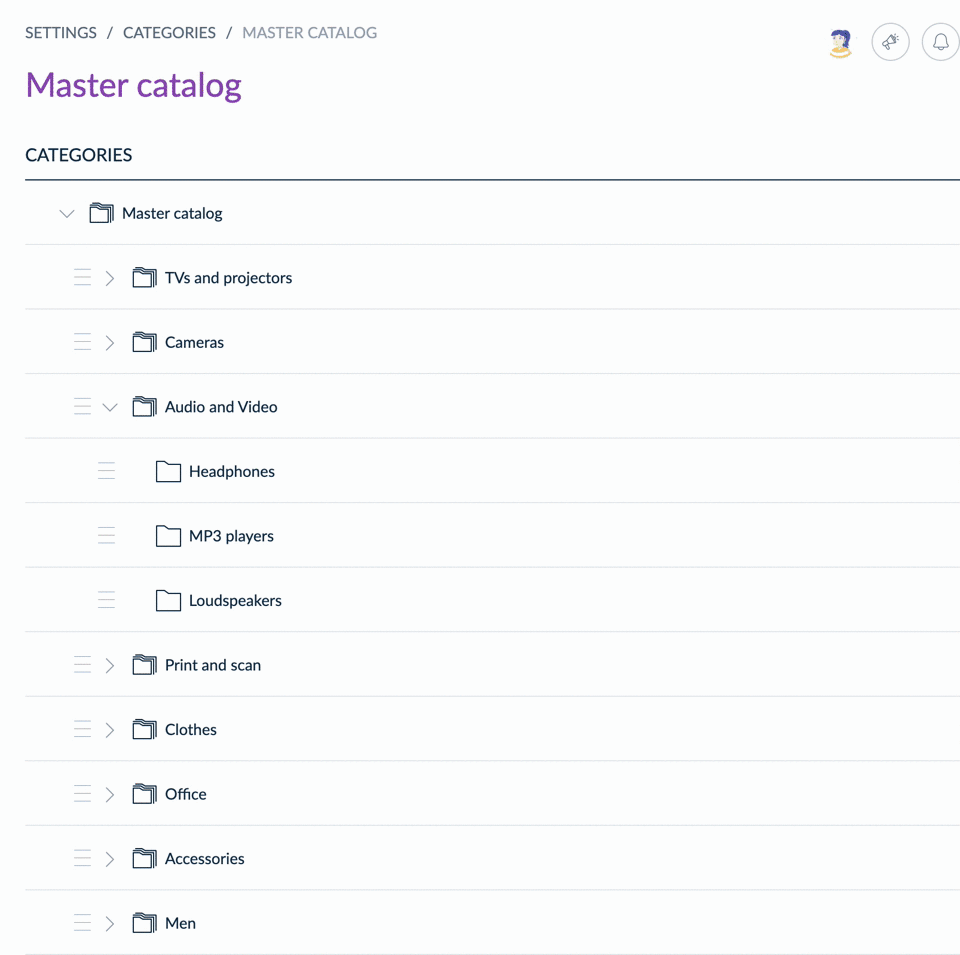 SETTINGS / CATEGORIES / MASTER CATALOG
Master catalog
CATEGORIES
Master catalog
TVs and projectors
Cameras
Audio and Video
Headphones
MP3 players
Loudspeakers
Print and scan
Clothes
Office
Accessories
Men